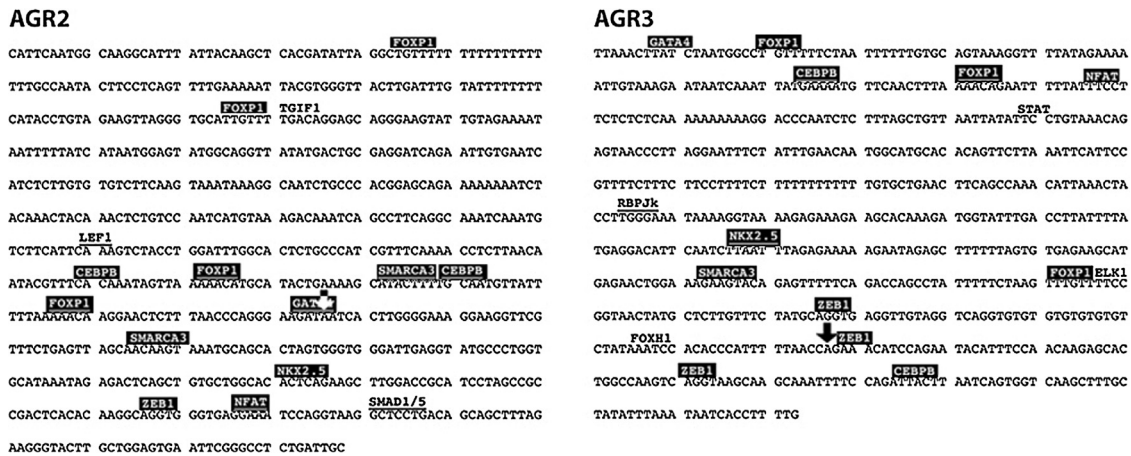 AGR2
FOXP1
CATTCAATGG CAAGGCATTT ATTACAAGCT CACGATATTA GGCTGTTTTT TTTTTTTTTT
TTTGCCAATA CTTCCTCAGT TTTGAAAAAT TACGTGGGTT ACTTGATTTG TATTTTTCTT
FOXP1 TGIF1
CATACCTGTA GAAGTTAGGG TGCATTGTTT TGACAGGAGC AGGGAAGTAT TGTAGAAAAT
AATTTTTATC ATAATGGAGT ATGGCAGGTT ATATGACTGC GAGGATCAGA ATTGTGAATC
ATCTCTTGTG TGTCTTCAAG TAAATAAAGG CAATCTGCCC ACGGAGCAGA AAAAAAATCT
ACAAACTACA AACTCTGTCC AATCATGTAA AGACAAATCA GCCTTCAGGC AAATCAAATG
LEF1
TCTTCATTCA AAGTCTACCT GGATTTGGCA CTCTGCCCAT CGTTTCAAAA CCTCTTAACA
CEBPB FOXP1 SMARCA3 CEBPB
ATACGTTTCA CAAATAGTTA AAAACATGCA TACTGAAAAG CATACTTTTG CAATGTTATT
FOXP1
TTTAAAAACA AGGAACTCTT TAACCCAGGG AAGATAATCA CTTGGGGAAA GGAAGGTTCG
SMARCA3
TTTCTGAGTT AGCAACAAGT AAATGCAGCA CTAGTGGGTG GGATTGAGGT ATGCCCTGGT
NKX2.5
GCATAAATAG AGACTCAGCT GTGCTGGCAC ACTCAGAAGC TTGGACCGCA TCCTAGCCGC
ZEB1 NFAT SMAD1/5
CGACTCACAC AAGGCAGGTG GGTGAGGAAA TCCAGGTAAG GCTCCTGACA GCAGCTTTAG
AAGGGTACTT GCTGGAGTGA ATTCGGGCCT CTGATTGC
AGR3
GATA4 FOXP1
TTAAACTTAT CTAATGGCCT GTTTTTCTAA TTTTTTGTGC AGTAAAGGTT TTATAGAAAA
CEBPB FOXP1 NFAT
ATTGTAAAGA TAATCAAATT TATGAAAATG TTCAACTTTA AAACAGAATT TTTATTTCCT
STAT
TCTCTCTCAA AAAAAAAAGG ACCCAATCTC TTTAGCTGTT AATTATATTC CTGTAAACAG
AGTAACCCTT AGGAATTTCT ATTTGAACAA TGGCATGCAC ACAGTTCTTA AATTCATTCC
GTTTTCTTTC TTCCTTTTCT TTTTTTTTTT GTGCTGAACT TCAGCCAAAC CATTAAACTA
RBPJk
CCTTGGGAAA TAAAAGGTAA AAGAGAAAGA AGCACAAAGA TGGTATTTGA CCTTATTTTA
NKX2.5
TGAGGACATT CAATCTTAAT TTAGAGAAAA AGAATAGAGC TTTTTTAGTG TGAGAAGCAT
SMARCA3 FOXP1 ELK1
GAGAACCTGG AAGAAGTACA GAGTTTTTCA GACCAGCCTA TTTTTCTAAG TTTGTTTTCC
ZEB1
GGTAACTATG CTCTTGTTTC TATGCAGGTG AGGTTGTAGG TCAGGTGTGT GTGTGTGTGT
FOXH1 ZEB1
CTATAAATCC ACACCCATTT TTAACCAGAA ACATCCAGAA TACATTTCCA ACAAGAGCAC
ZEB1 CEBPB
TGGCCAAGTC AGGTAAGCAA GCAAATTTTC CAGATTACTT AATCAGTGGT CAAGCTTTGC
TATATTTAAA TAATCACCTT TTG